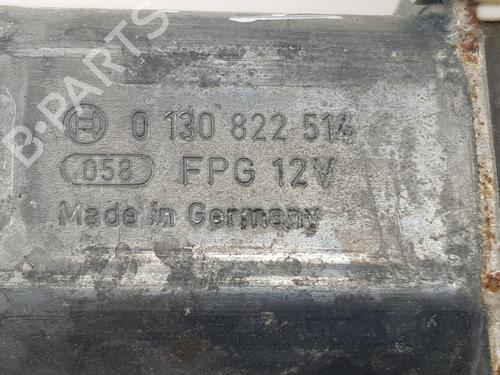 0 130 822 514
058 FPG 12V
Made in Germany
B-PARTS